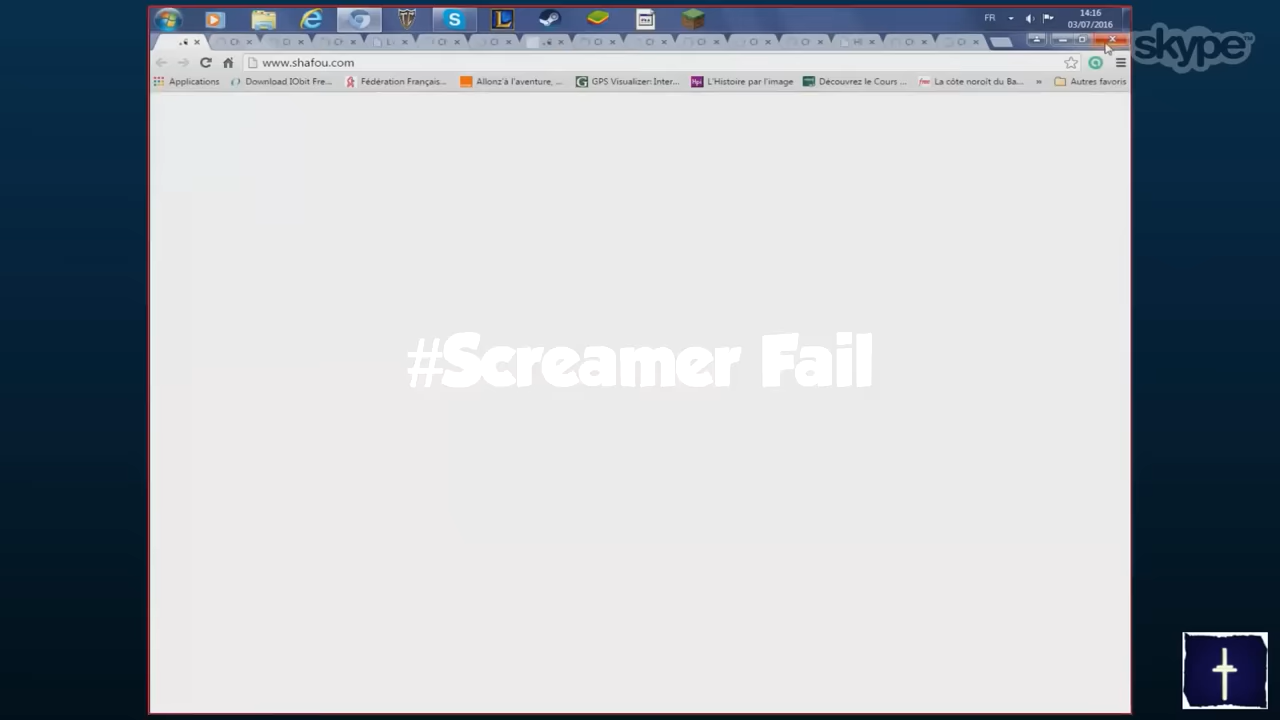 FR
14:16
03/07/2016
skype™
www.shafou.com
Applications
Download IObit Fre...
Fédération Français...
Allonz'à l'aventure, ...
GPS Visualizer: Inter...
L'Histoire par l'image
Découvrez le Cours ...
La côte noroît du Ba...
»
Autres favoris
#Screamer Fail